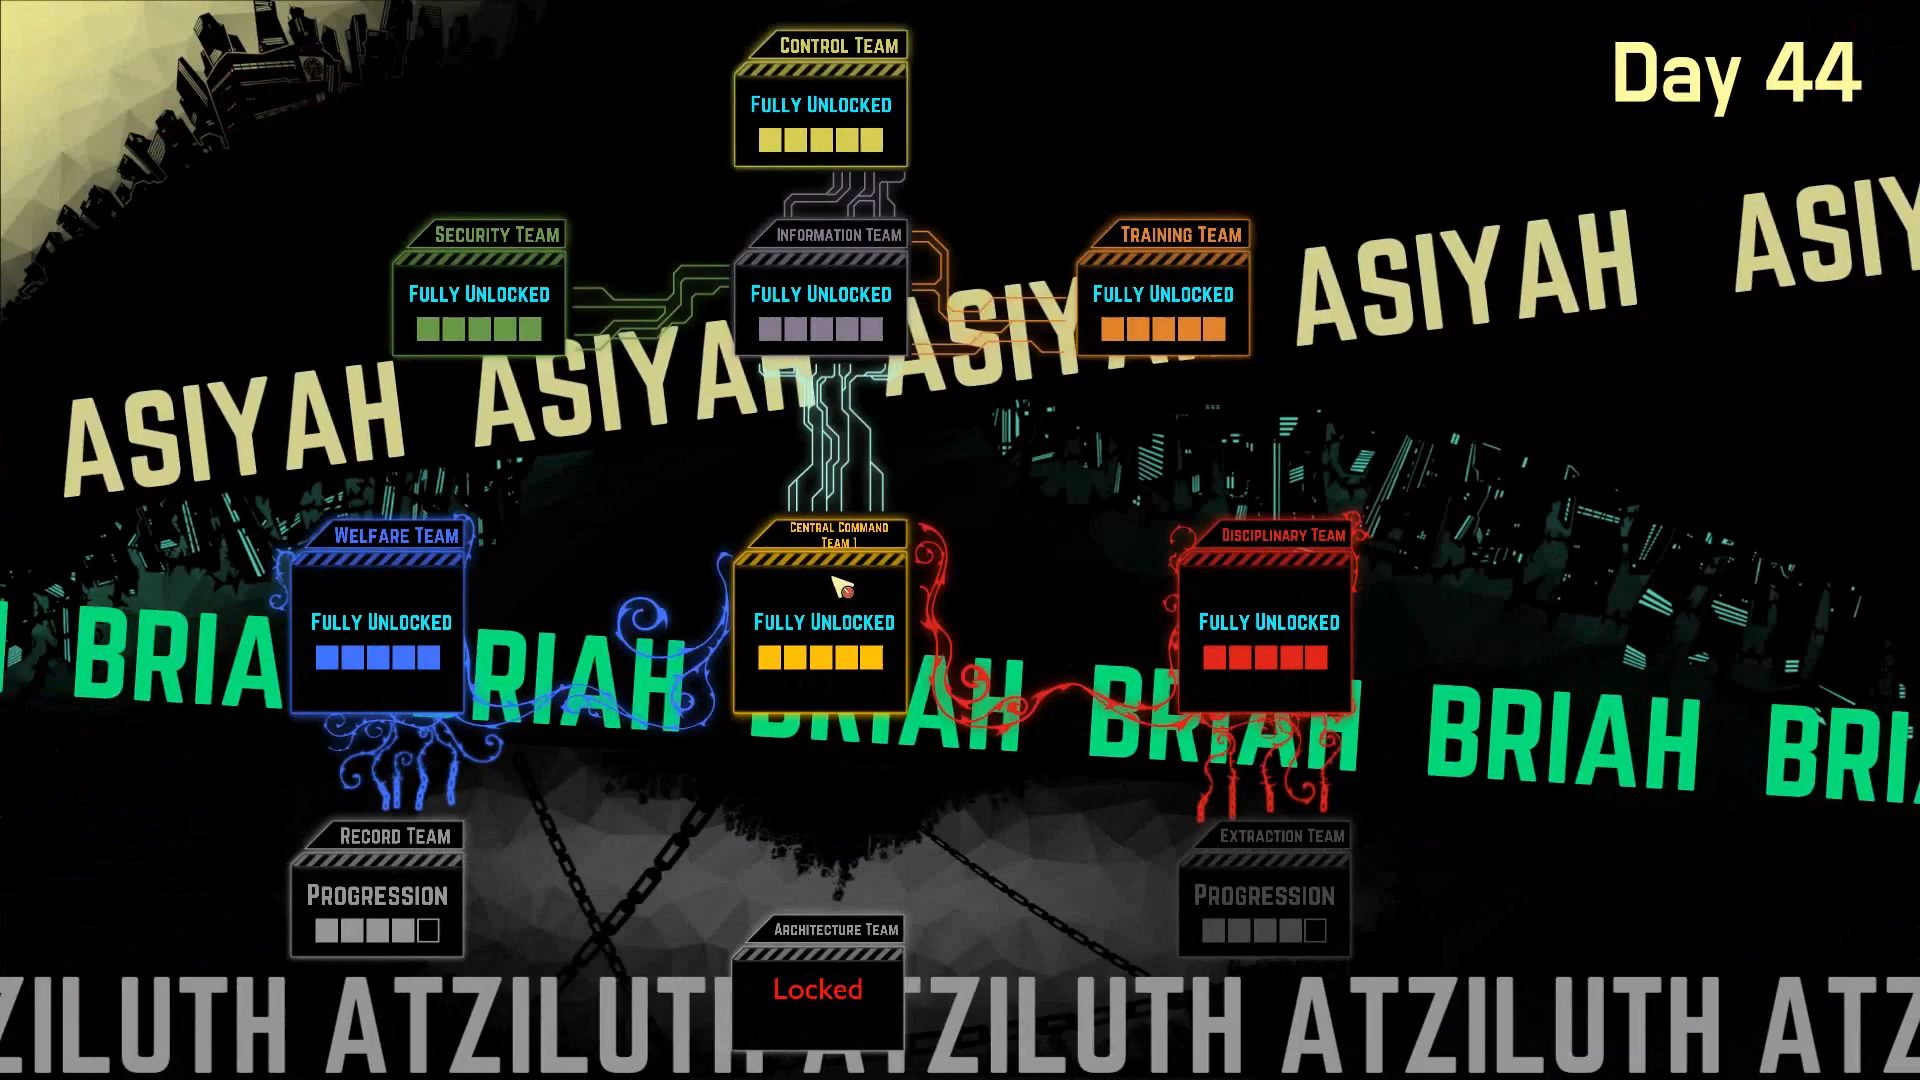 Day 44
CONTROL TEAM
FULLY UNLOCKED
SECURITY TEAM
FULLY UNLOCKED
INFORMATION TEAM
FULLY UNLOCKED
TRAINING TEAM
FULLY UNLOCKED
ASIYAH ASIYAH ASIYAH ASIYAH ASIY
WELFARE TEAM
FULLY UNLOCKED
CENTRAL COMMAND
TEAM 1
FULLY UNLOCKED
DISCIPLINARY TEAM
FULLY UNLOCKED
BRIA RIAH BRIAH BRIAH BRIAH BRI
RECORD TEAM
PROGRESSION
EXTRACTION TEAM
PROGRESSION
ARCHITECTURE TEAM
Locked
ZILUTH ATZILUTH ATZILUTH ATZILUTH ATZ